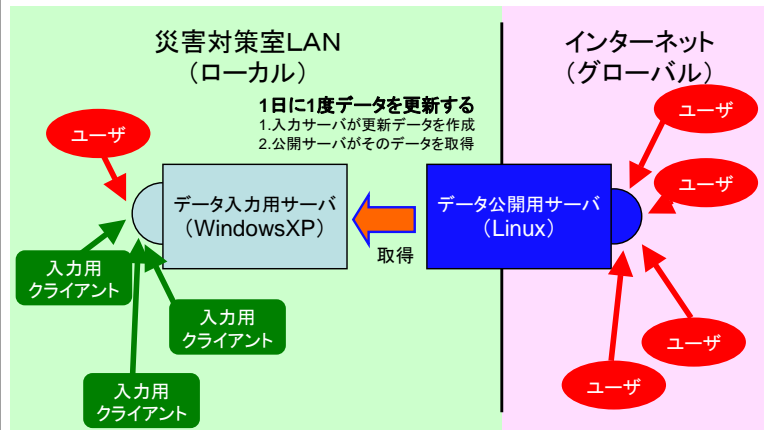 災害対策室LAN
（ローカル）
インターネット
（グローバル）
1日に1度データを更新する
1.入力サーバが更新データを作成
2.公開サーバがそのデータを取得
ユーザ
ユーザ
ユーザ
データ入力用サーバ
（WindowsXP）
取得
データ公開用サーバ
（Linux）
入力用
クライアント
入力用
クライアント
入力用
クライアント
ユーザ
ユーザ